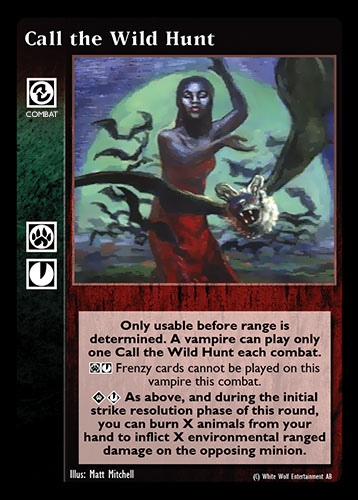 Call the Wild Hunt
COMBAT
Only usable before range is
determined. A vampire can play only
one Call the Wild Hunt each combat.
Frenzy cards cannot be played on this
vampire this combat.
As above, and during the initial
strike resolution phase of this round,
you can burn X animals from your
hand to inflict X environmental ranged
damage on the opposing minion.
Illus: Matt Mitchell
(C) White Wolf Entertainment AB